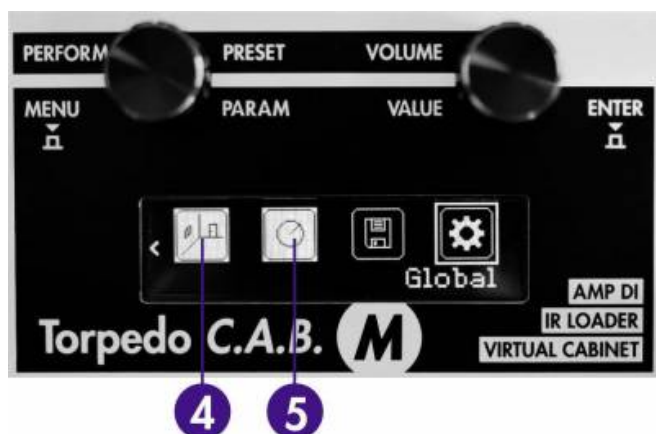 PERFORM PRESET VOLUME
MENU PARAM VALUE ENTER
<
Global
AMP DI
IR LOADER
Torpedo C.A.B. M VIRTUAL CABINET
4 5